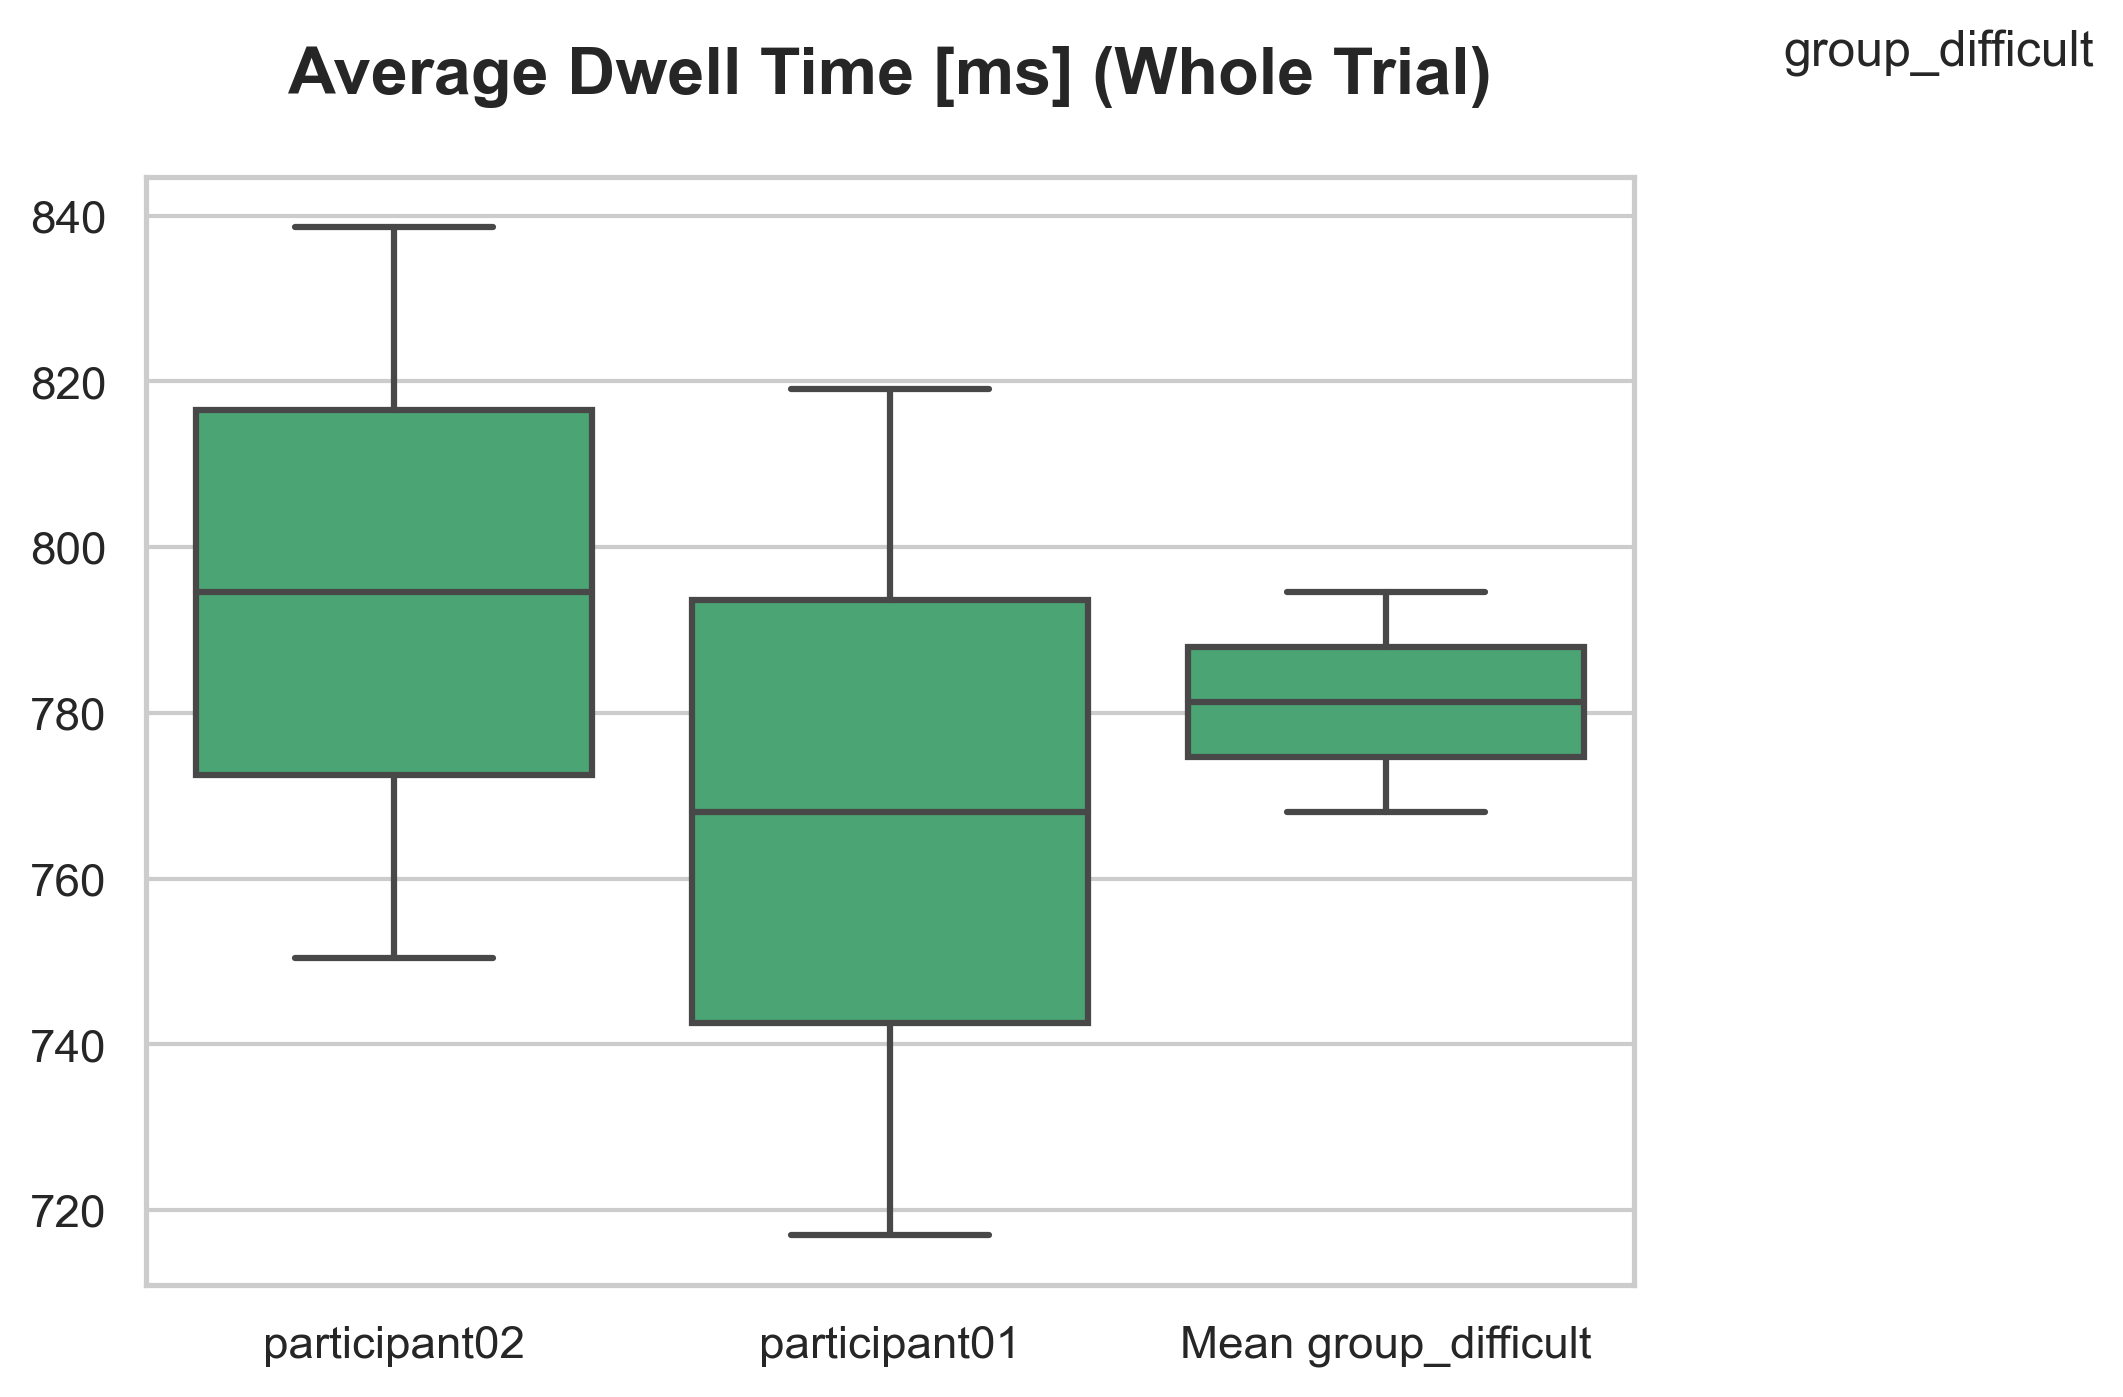 group_difficult
Average Dwell Time [ms] (Whole Trial)
840
820
800
780
760
740
720
participant02
participant01
Mean group_difficult